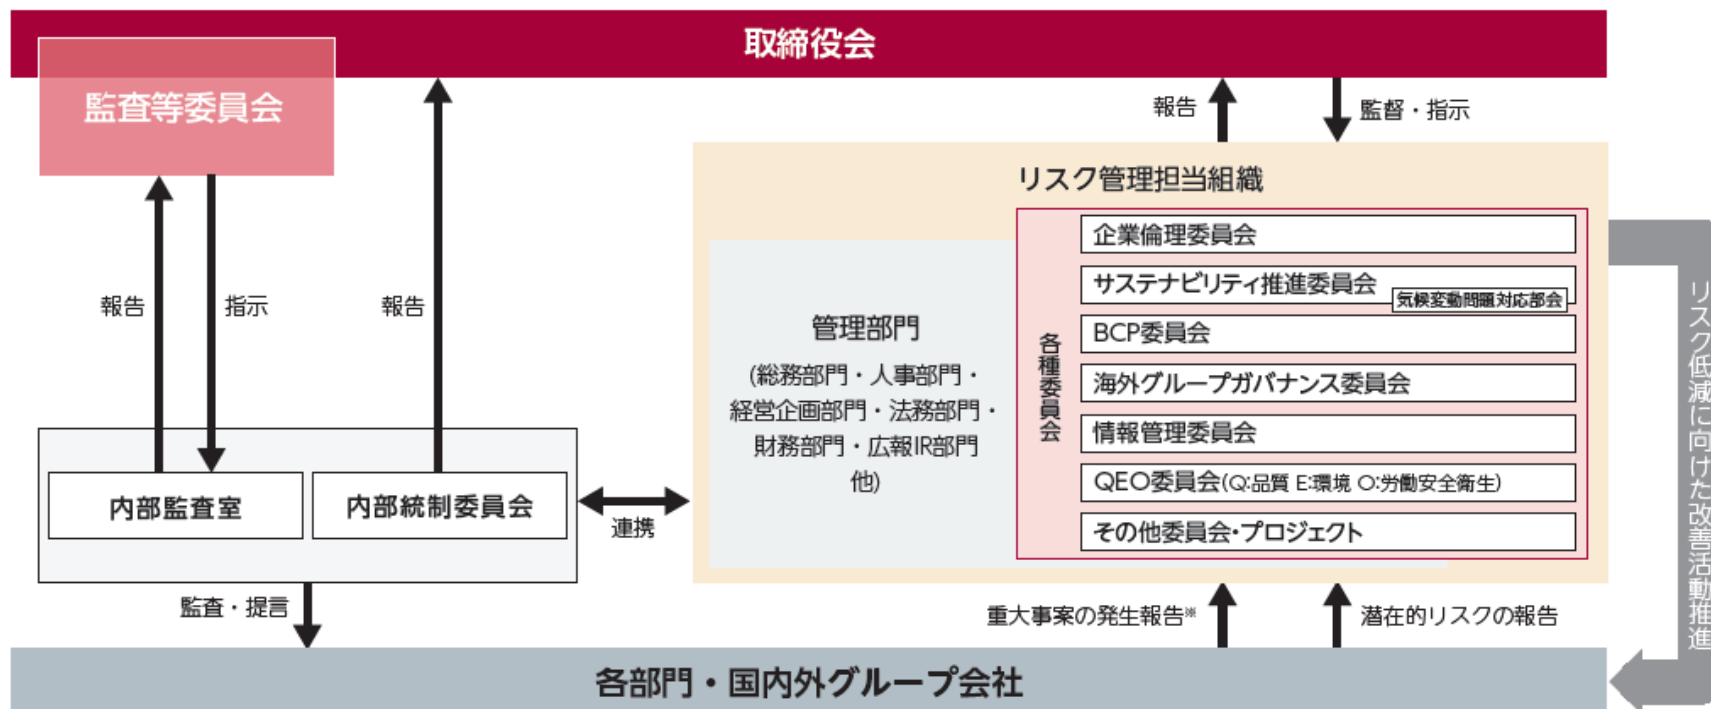 取締役会
監査等委員会
報告
監督・指示
リスク管理担当組織
企業倫理委員会
サステナビリティ推進委員会
気候変動問題対応部会
BCP委員会
海外グループガバナンス委員会
情報管理委員会
QEO委員会(Q:品質 E:環境 O:労働安全衛生)
その他委員会・プロジェクト
各種委員会
管理部門
(総務部門・人事部門・
経営企画部門・法務部門・
財務部門・広報IR部門
他)
報告
指示
報告
内部監査室
内部統制委員会
連携
監査・提言
重大事案の発生報告※
潜在的リスクの報告
リスク低減に向けた改善活動推進
各部門・国内外グループ会社